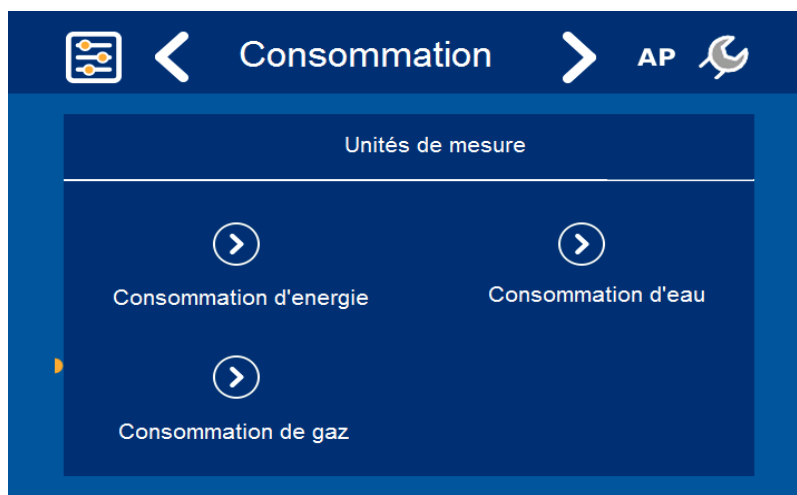 Consommation
AP
Unités de mesure
Consommation d'energie
Consommation d'eau
Consommation de gaz